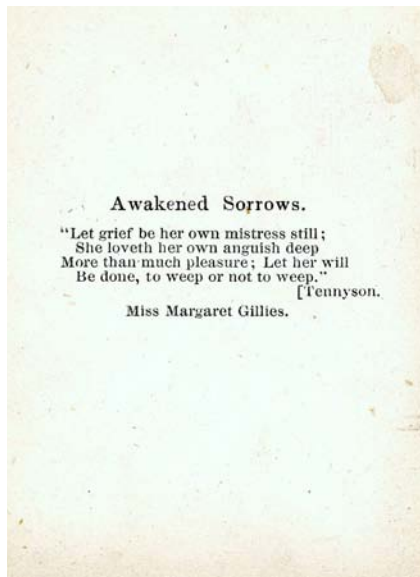 Awakened Sorrows.
“Let grief be her own mistress still;
She loveth her own anguish deep
More than much pleasure; Let her will
Be done, to weep or not to weep.”
[Tennyson.
Miss Margaret Gillies.